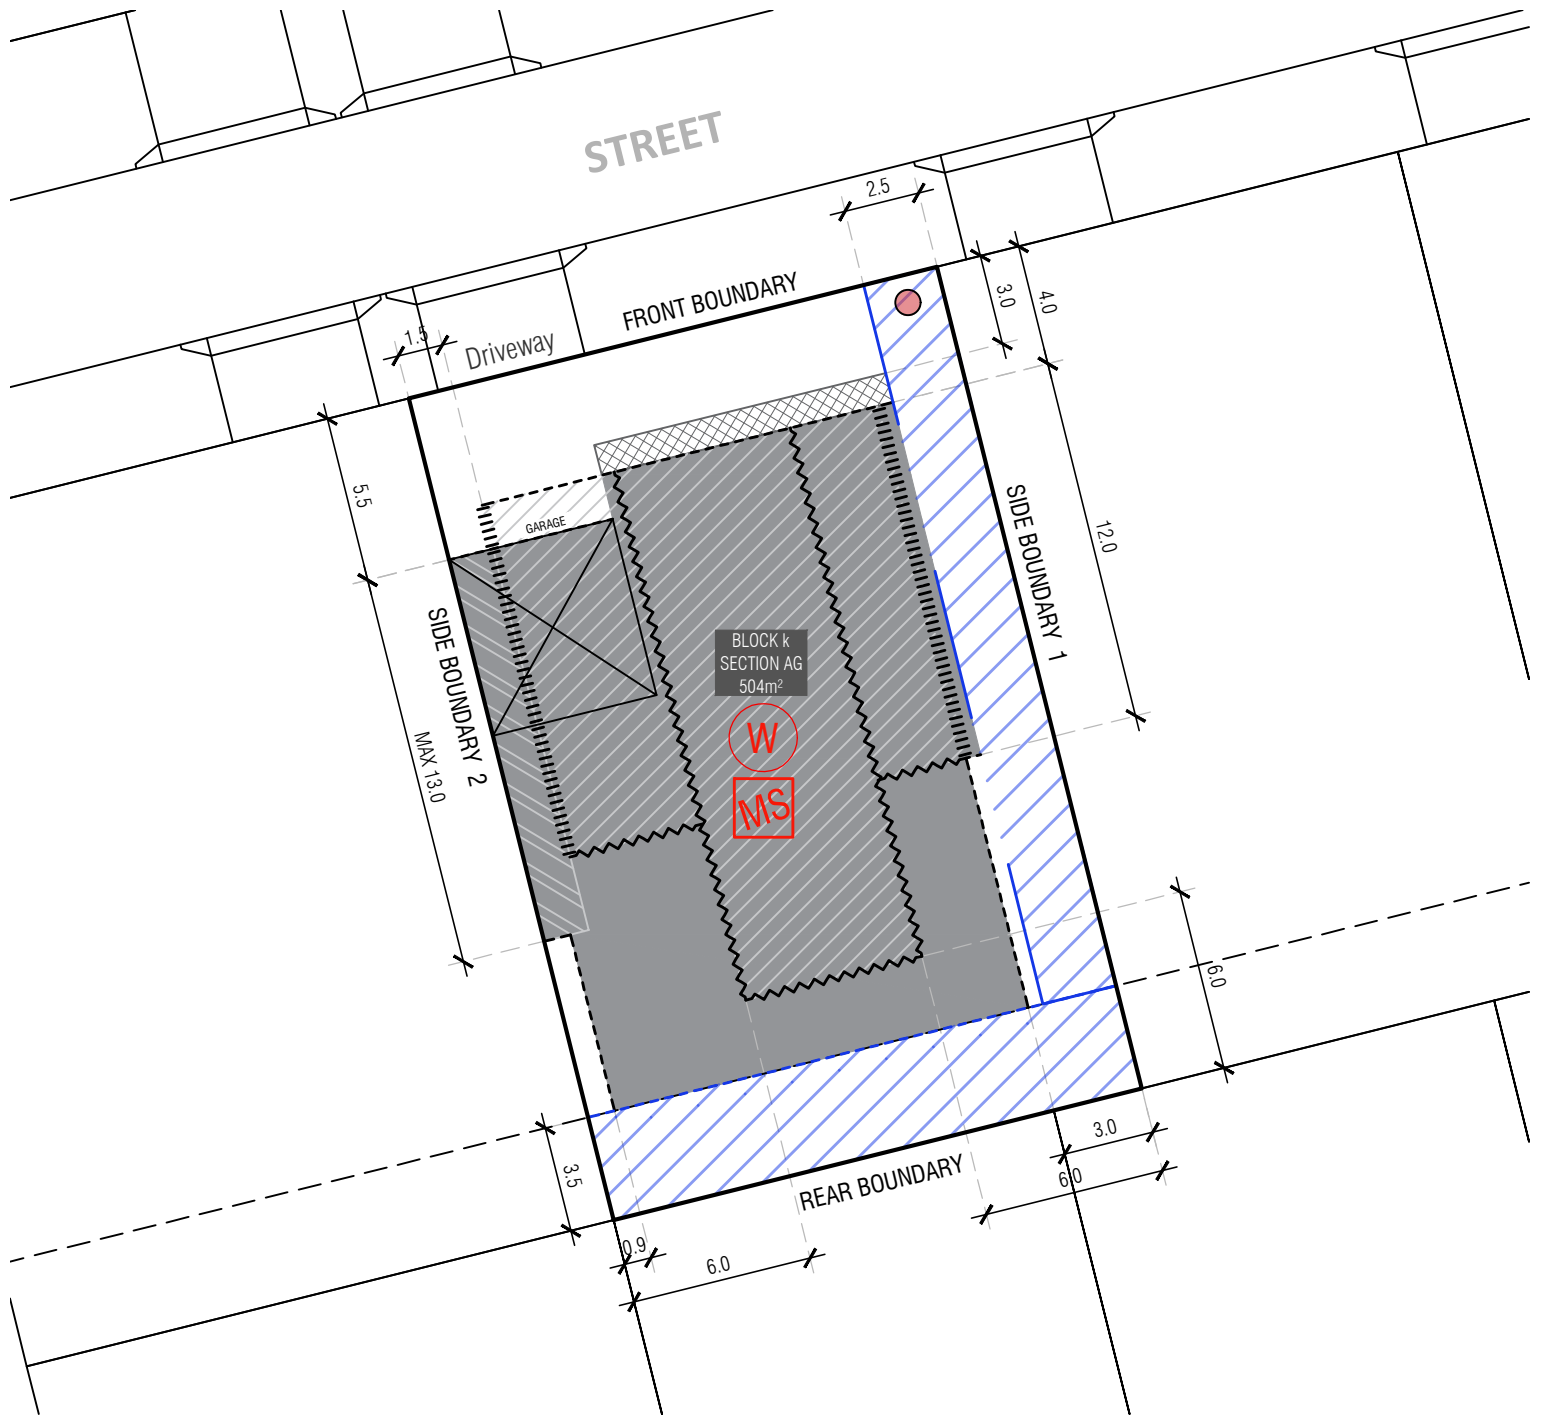 STREET
2.5
FRONT BOUNDARY
3.0
4.0
1.5
Driveway
5.5
GARAGE
SIDE BOUNDARY 1
12.0
SIDE BOUNDARY 2
BLOCK k
SECTION AG
504m²
W
MS
MAX 13.0
6.0
3.5
REAR BOUNDARY
3.0
6.0
0.9
6.0